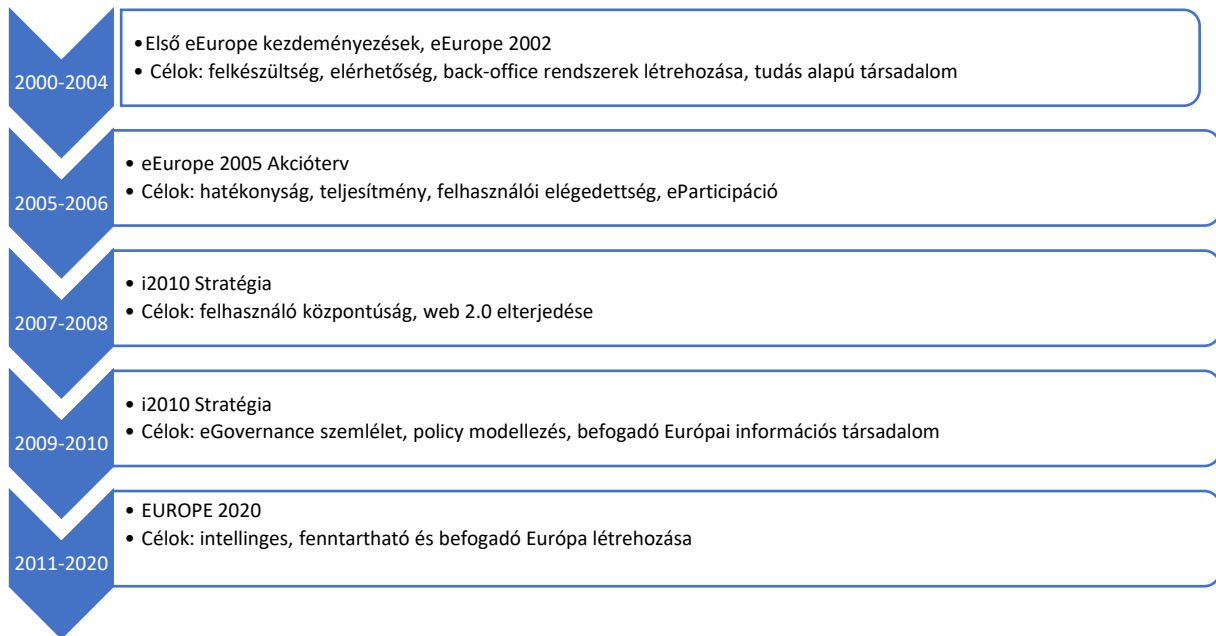 2000-2004
•Első eEurope kezdeményezések, eEurope 2002
• Célok: felkészültség, elérhetőség, back-office rendszerek létrehozása, tudás alapú társadalom
2005-2006
• eEurope 2005 Akcióterv
• Célok: hatékonyság, teljesítmény, felhasználói elégedettség, eParticipáció
2007-2008
• i2010 Stratégia
• Célok: felhasználó központúság, web 2.0 elterjedése
2009-2010
• i2010 Stratégia
• Célok: eGovernance szemlélet, policy modellezés, befogadó Európai információs társadalom
2011-2020
• EUROPE 2020
• Célok: intellinges, fenntartható és befogadó Európa létrehozása